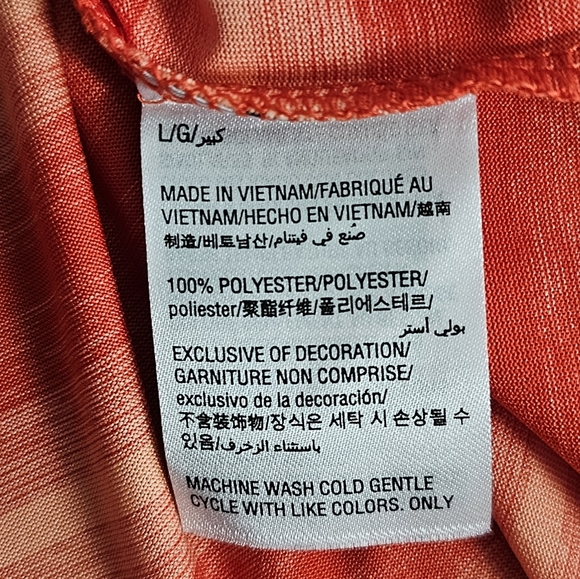 L/G/كبير
MADE IN VIETNAM/FABRIQUÉ AU
VIETNAM/HECHO EN VIETNAM/越南
制造/베트남산/صُنع في فيتنام
100% POLYESTER/POLYESTER/
poliester/聚酯纤维/폴리에스테르/
بولي أستر
EXCLUSIVE OF DECORATION/
GARNITURE NON COMPRISE/
exclusivo de la decoración/
不含装饰物/장식은 세탁 시 손상될 수
있음/باستثناء الزخرف
MACHINE WASH COLD GENTLE
CYCLE WITH LIKE COLORS. ONLY